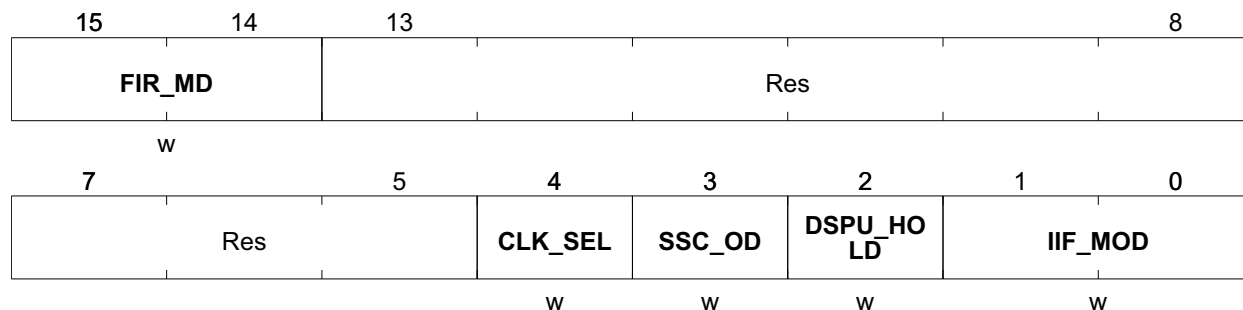 15 14 13 8
FIR_MD Res
w
7 5 4 3 2 1 0
Res CLK_SEL SSC_OD DSPU_HO
LD IIF_MOD
w w w w